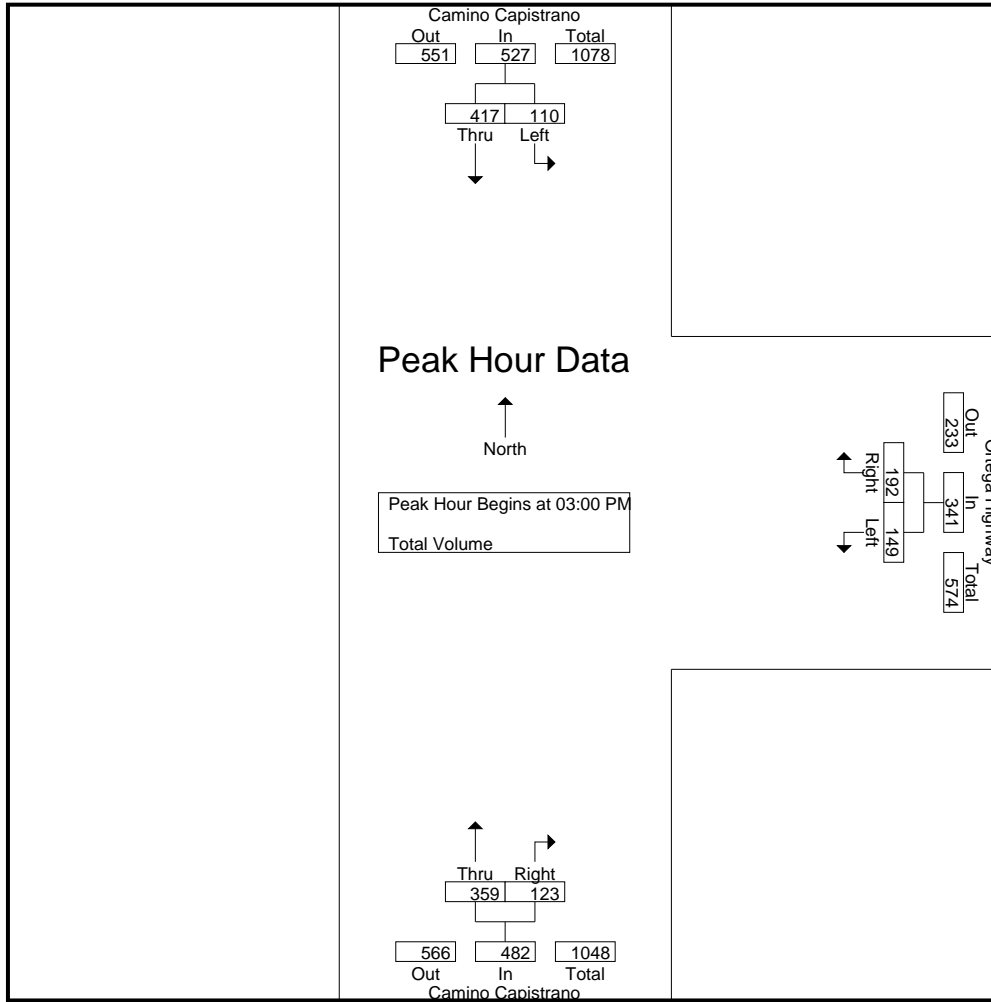 Camino Capistrano
Out In Total
551 527 1078
417 110
Thru Left
Peak Hour Data
North
Peak Hour Begins at 03:00 PM
Total Volume
Ortega Highway
Out In Total
233 341 574
Right Left
192 149
Thru Right
359 123
566 482 1048
Out In Total
Camino Capistrano